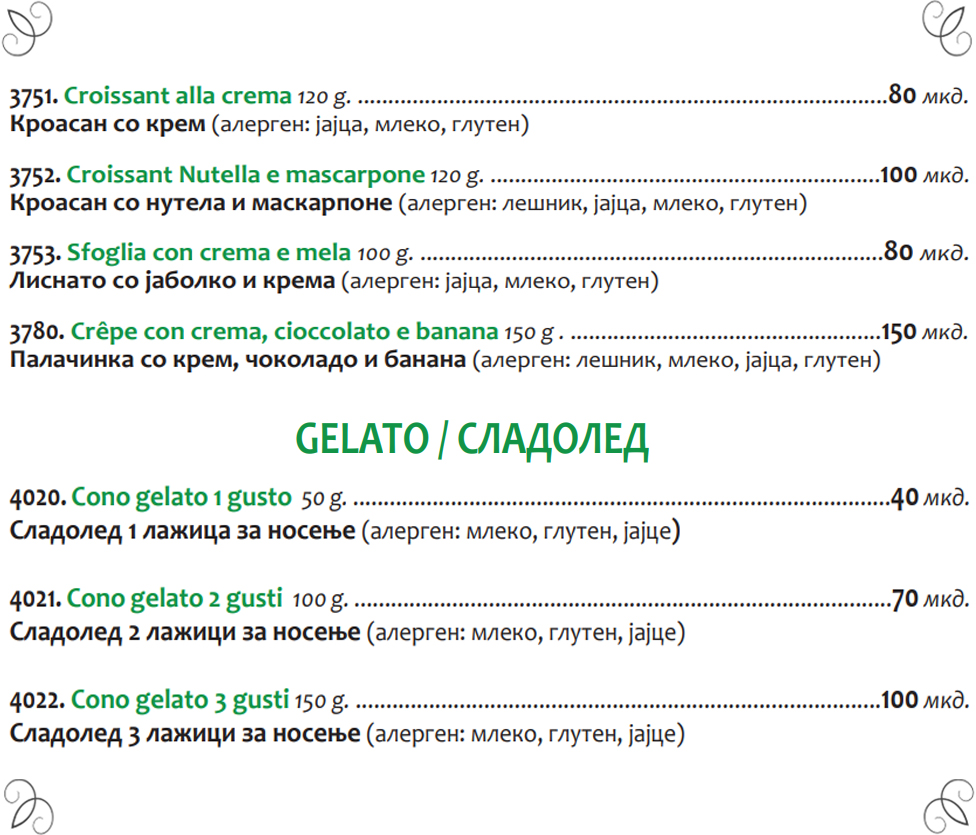 3751. Croissant alla crema 120 g. ........................................................................................80 мкд.
Кроасан со крем (алерген: јајца, млеко, глутен)
3752. Croissant Nutella e mascarpone 120 g. .................................................................100 мкд.
Кроасан со нутела и маскарпоне (алерген: лешник, јајца, млеко, глутен)
3753. Sfoglia con crema e mela 100 g. .............................................................................80 мкд.
Лиснато со јаболко и крема (алерген: јајца, млеко, глутен)
3780. Crêpe con crema, cioccolato e banana 150 g . ....................................................150 мкд.
Палачинка со крем, чоколадо и банана (алерген: лешник, млеко, јајца, глутен)
GELATO / СЛАДОЛЕД
4020. Cono gelato 1 gusto 50 g. .........................................................................................40 мкд.
Сладолед 1 лажица за носење (алерген: млеко, глутен, јајце)
4021. Cono gelato 2 gusti 100 g. .........................................................................................70 мкд.
Сладолед 2 лажици за носење (алерген: млеко, глутен, јајце)
4022. Cono gelato 3 gusti 150 g. .......................................................................................100 мкд.
Сладолед 3 лажици за носење (алерген: млеко, глутен, јајце)